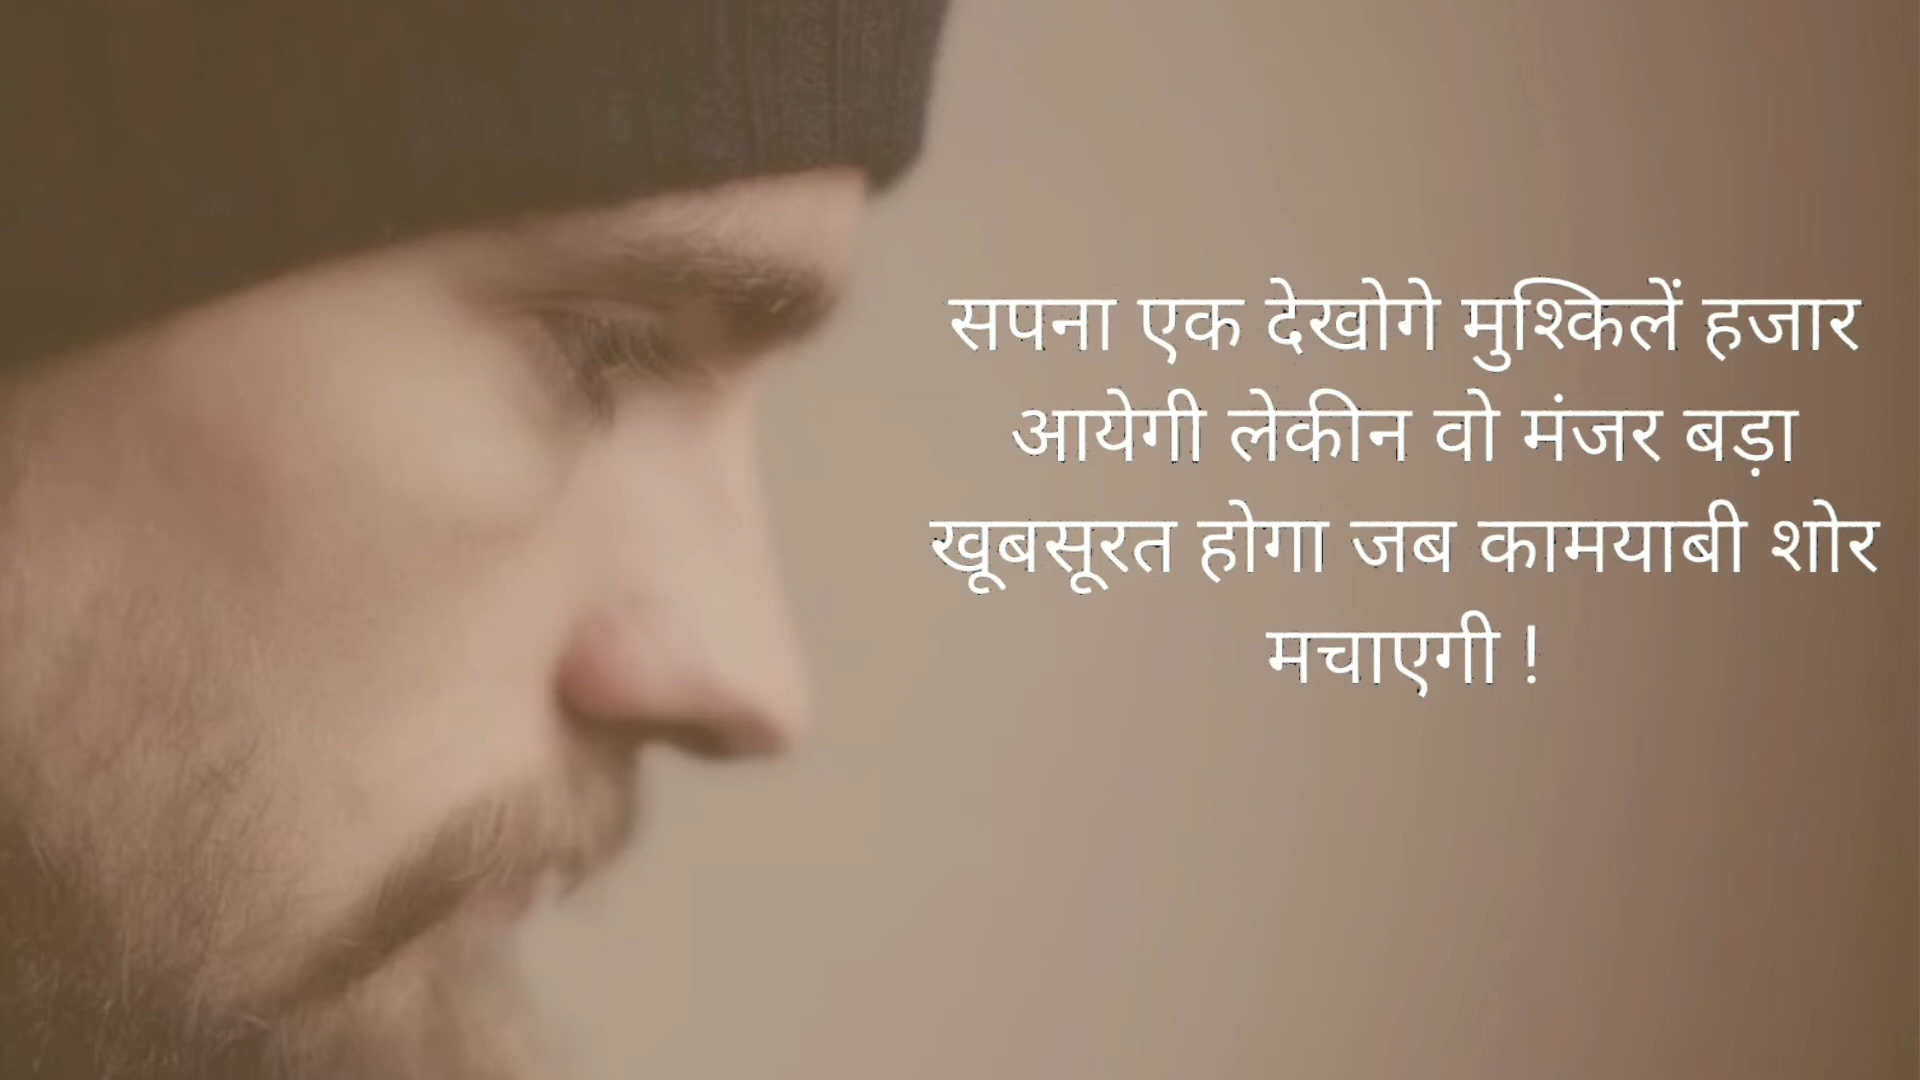 सपना एक देखोगे मुश्किलें हजार
आयेगी लेकीन वो मंजर बड़ा
खूबसूरत होगा जब कामयाबी शोर
मचाएगी !